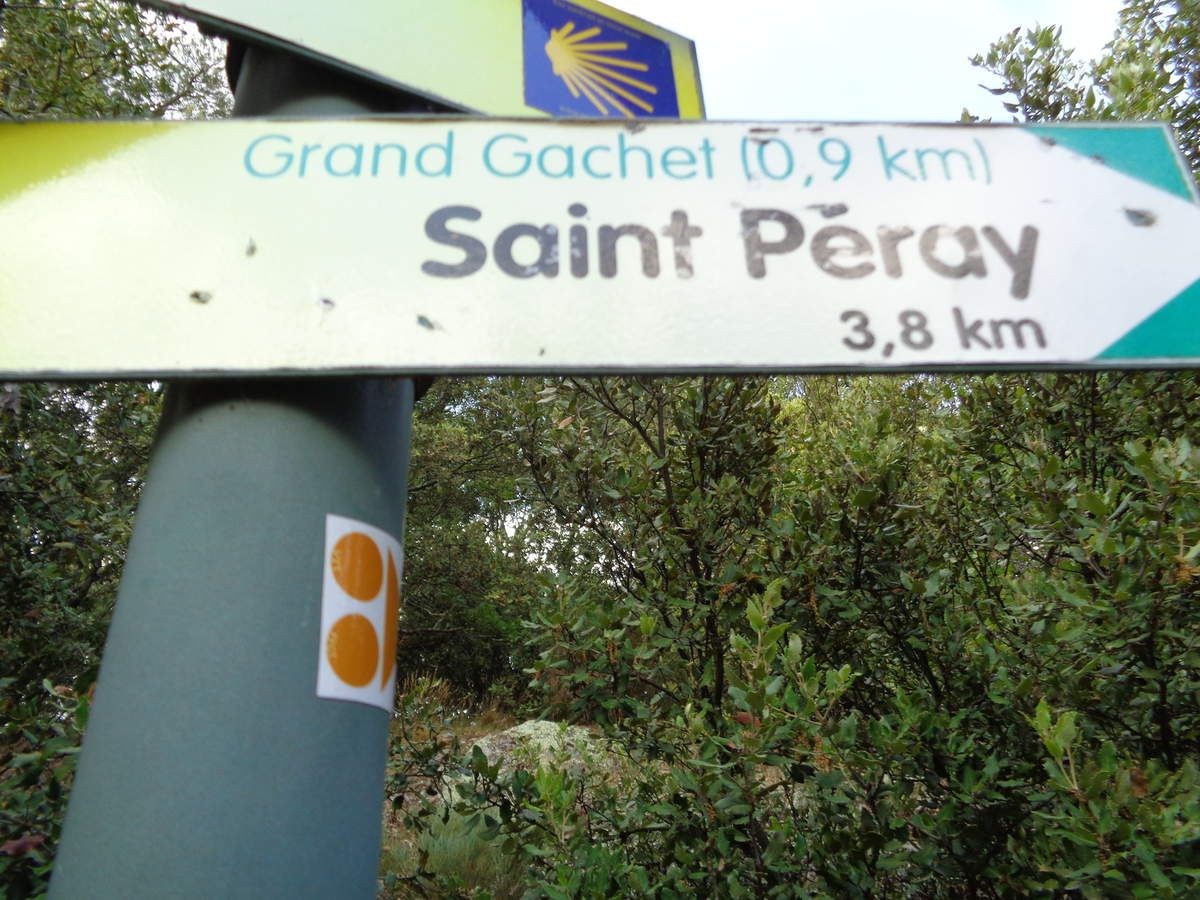 Grand Gachet (0,9 km)
Saint Péray
3,8 km